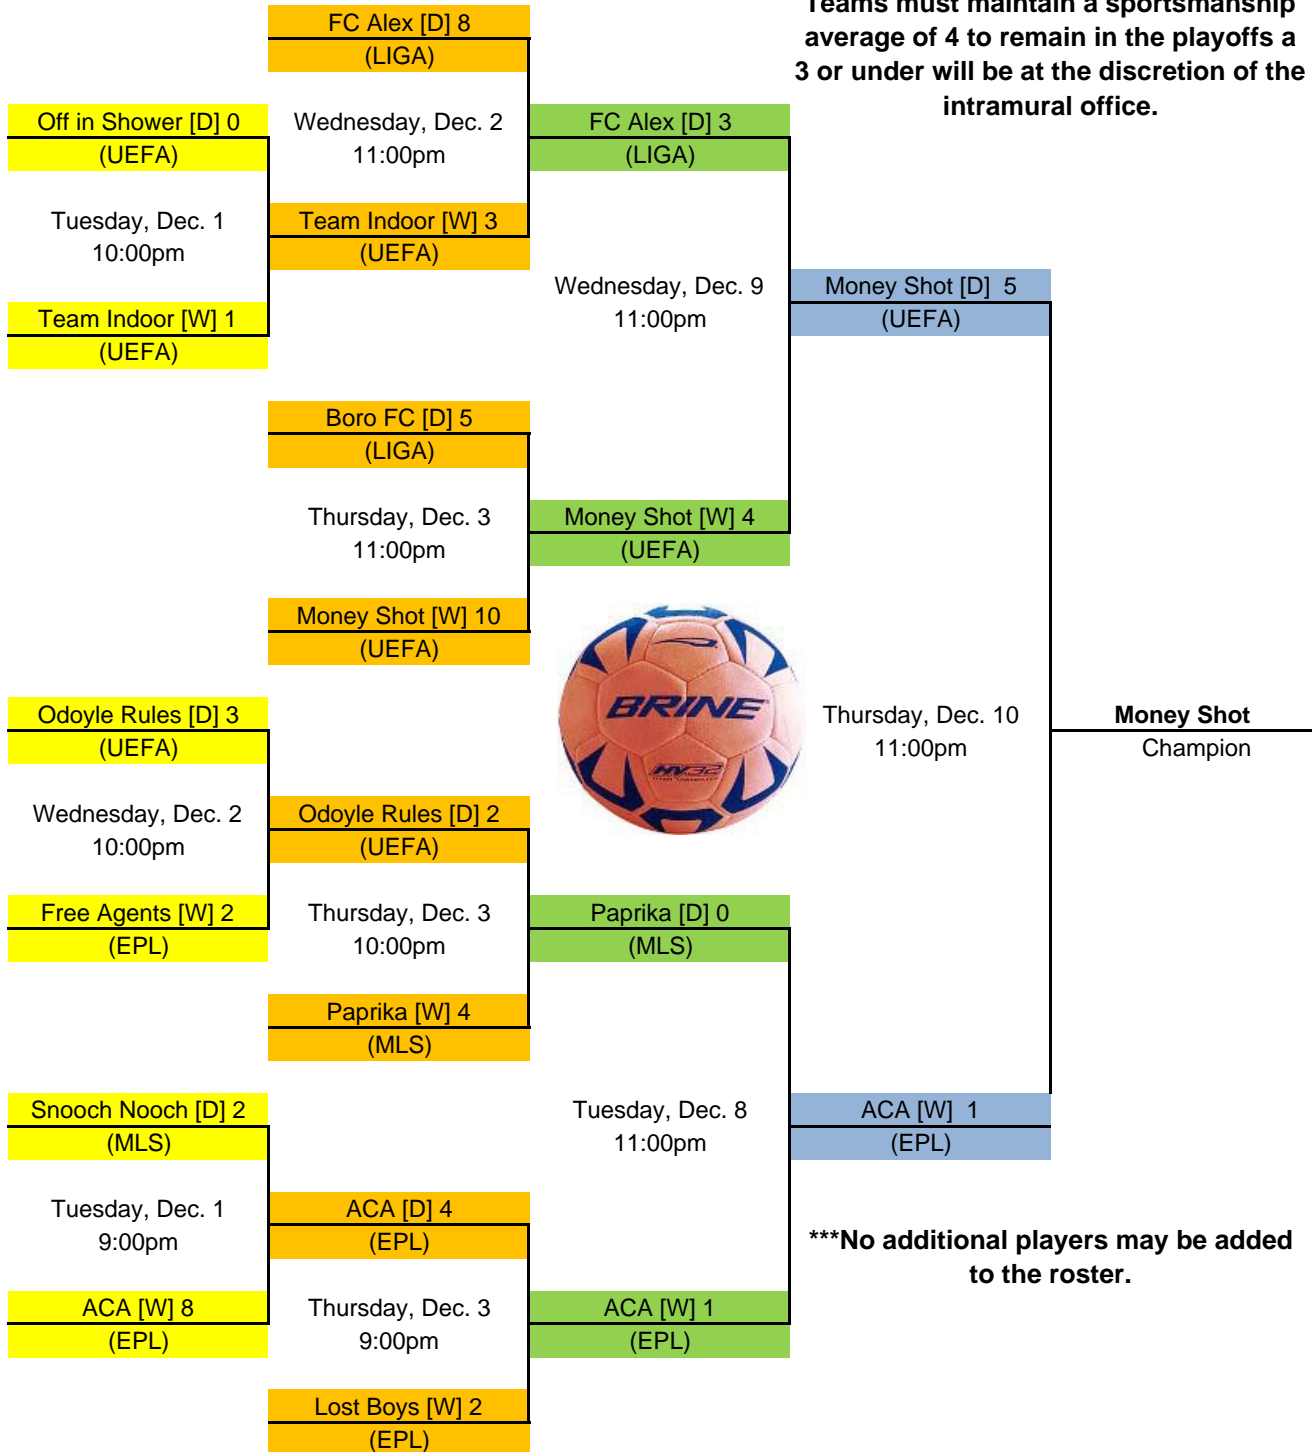 Teams must maintain a sportsmanship
average of 4 to remain in the playoffs a
3 or under will be at the discretion of the
intramural office.
FC Alex [D] 8
(LIGA)
Wednesday, Dec. 2
11:00pm
Team Indoor [W] 3
(UEFA)
Off in Shower [D] 0
(UEFA)
Tuesday, Dec. 1
10:00pm
Team Indoor [W] 1
(UEFA)
FC Alex [D] 3
(LIGA)
Wednesday, Dec. 9
11:00pm
Money Shot [W] 4
(UEFA)
Boro FC [D] 5
(LIGA)
Thursday, Dec. 3
11:00pm
Money Shot [W] 10
(UEFA)
Money Shot [D] 5
(UEFA)
Thursday, Dec. 10
11:00pm
ACA [W] 1
(EPL)
Money Shot
Champion
BRINE
HV32
Odoyle Rules [D] 3
(UEFA)
Wednesday, Dec. 2
10:00pm
Free Agents [W] 2
(EPL)
Odoyle Rules [D] 2
(UEFA)
Thursday, Dec. 3
10:00pm
Paprika [W] 4
(MLS)
Paprika [D] 0
(MLS)
Tuesday, Dec. 8
11:00pm
ACA [W] 1
(EPL)
Snooch Nooch [D] 2
(MLS)
Tuesday, Dec. 1
9:00pm
ACA [W] 8
(EPL)
ACA [D] 4
(EPL)
Thursday, Dec. 3
9:00pm
Lost Boys [W] 2
(EPL)
***No additional players may be added
to the roster.